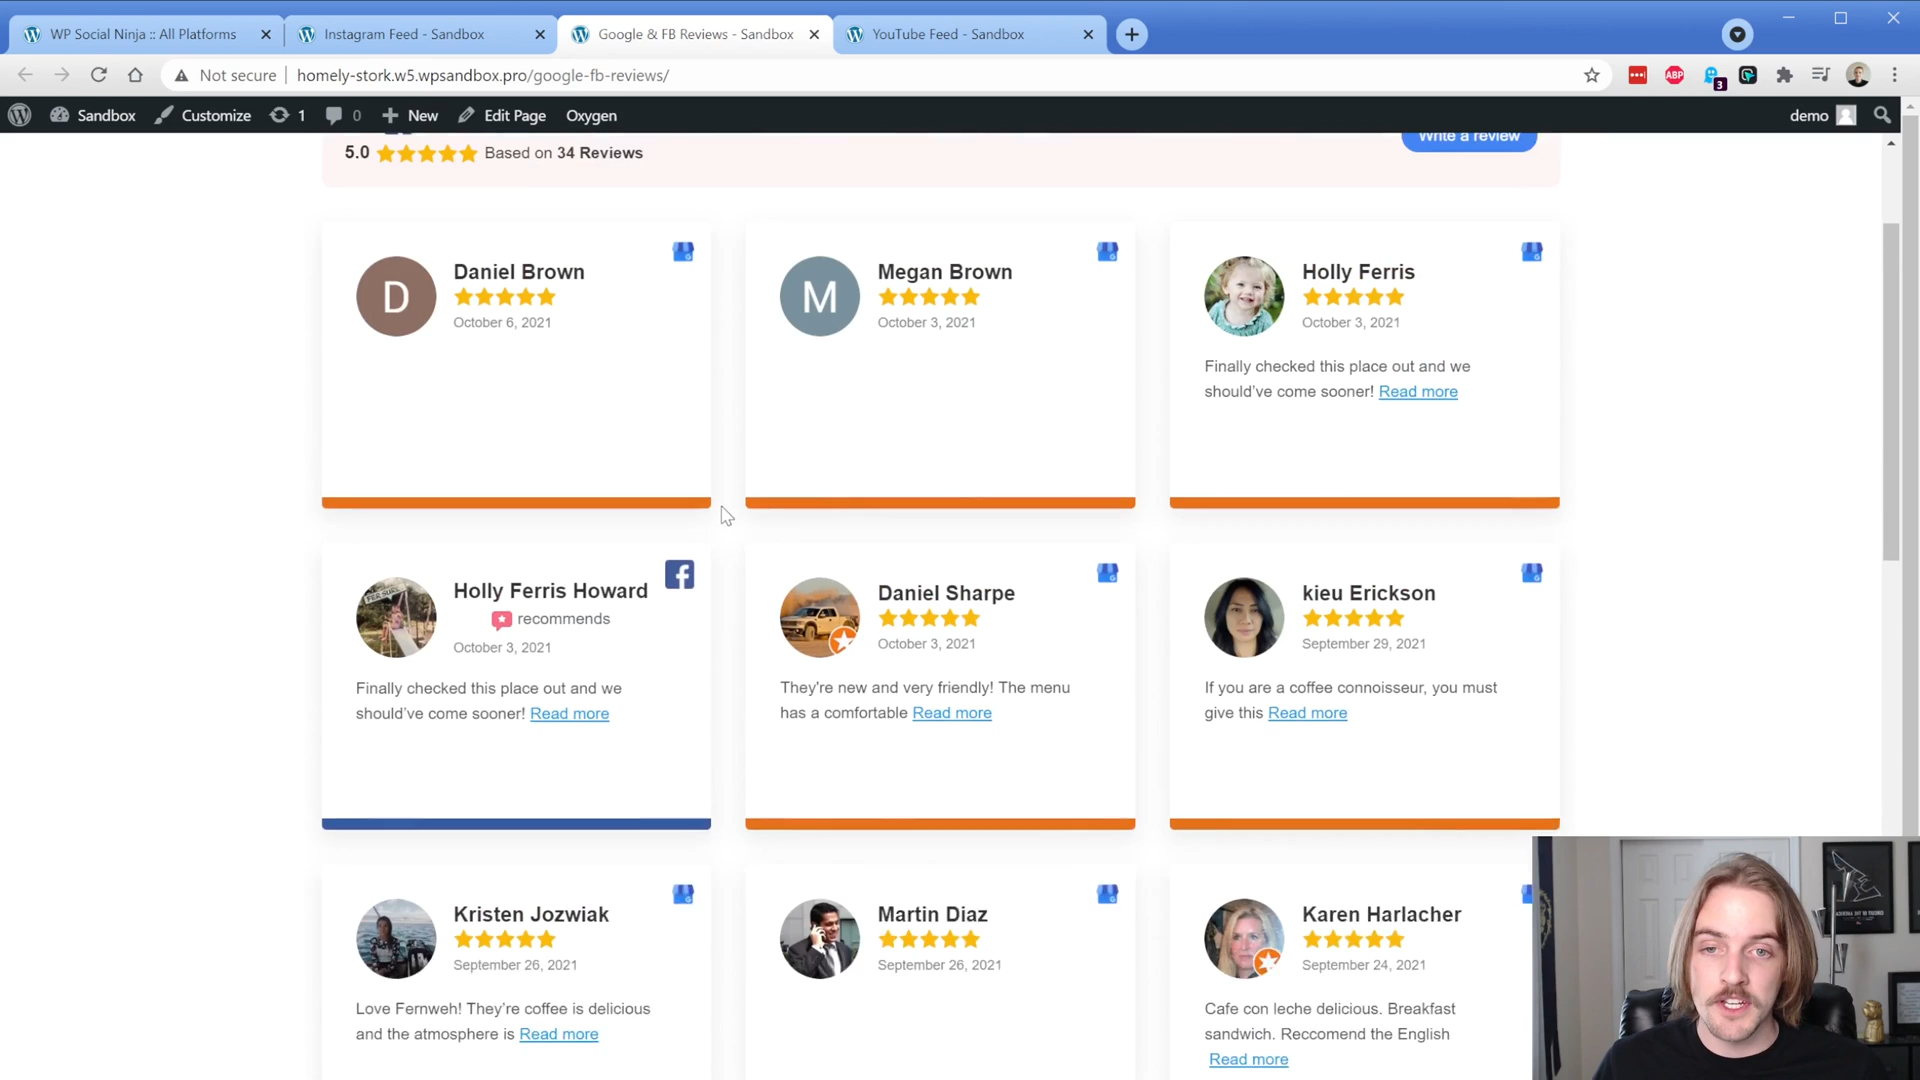 WP Social Ninja :: All Platforms
Instagram Feed - Sandbox
Google & FB Reviews - Sandbox
YouTube Feed - Sandbox
Not secure
homely-stork.w5.wpsandbox.pro/google-fb-reviews/
ABP
3
Sandbox
Customize
1
0
New
Edit Page
Oxygen
demo
5.0
Based on 34 Reviews
Write a review
D
Daniel Brown
October 6, 2021
M
Megan Brown
October 3, 2021
Holly Ferris
October 3, 2021
Finally checked this place out and we
should've come sooner! Read more
Holly Ferris Howard
recommends
October 3, 2021
Finally checked this place out and we
should've come sooner! Read more
Daniel Sharpe
October 3, 2021
They're new and very friendly! The menu
has a comfortable Read more
kieu Erickson
September 29, 2021
If you are a coffee connoisseur, you must
give this Read more
Kristen Jozwiak
September 26, 2021
Love Fernweh! They're coffee is delicious
and the atmosphere is Read more
Martin Diaz
September 26, 2021
Karen Harlacher
September 24, 2021
Cafe con leche delicious. Breakfast
sandwich. Reccomend the English
Read more